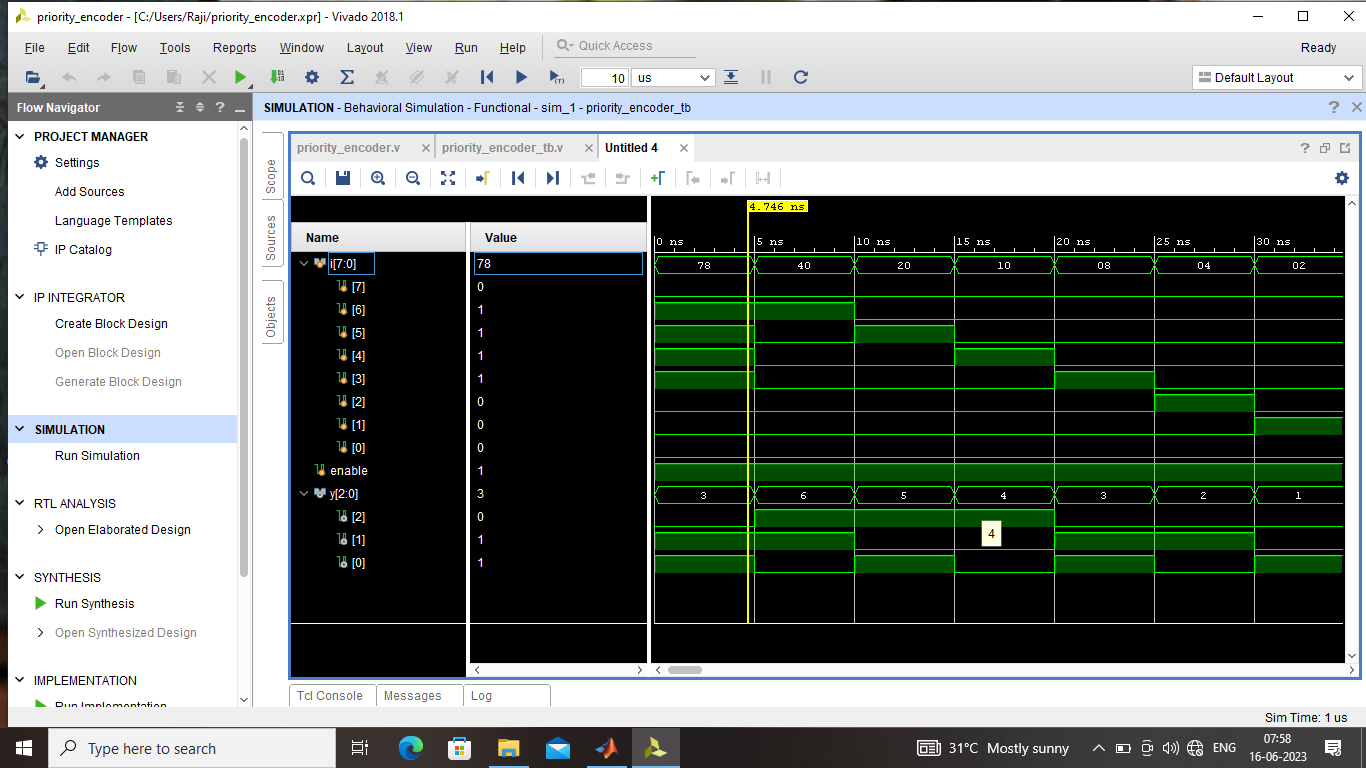 priority_encoder - [C:/Users/Raji/priority_encoder.xpr] - Vivado 2018.1
File Edit Flow Tools Reports Window Layout View Run Help Quick Access Ready
10 us Default Layout
Flow Navigator
SIMULATION - Behavioral Simulation - Functional - sim_1 - priority_encoder_tb
PROJECT MANAGER
Settings
Add Sources
Language Templates
IP Catalog
IP INTEGRATOR
Create Block Design
Open Block Design
Generate Block Design
SIMULATION
Run Simulation
RTL ANALYSIS
Open Elaborated Design
SYNTHESIS
Run Synthesis
Open Synthesized Design
IMPLEMENTATION
Run Implementation
Scope
Sources
Objects
priority_encoder.v priority_encoder_tb.v Untitled 4
4.746 ns
Name Value
0 ns 5 ns 10 ns 15 ns 20 ns 25 ns 30 ns
i[7:0] 78 78 40 20 10 08 04 02
[7] 0
[6] 1
[5] 1
[4] 1
[3] 1
[2] 0
[1] 0
[0] 0
enable 1
y[2:0] 3 3 6 5 4 3 2 1
[2] 0
4
[1] 1
[0] 1
Tcl Console Messages Log
Sim Time: 1 us
Type here to search
31°C Mostly sunny
ENG
07:58
16-06-2023